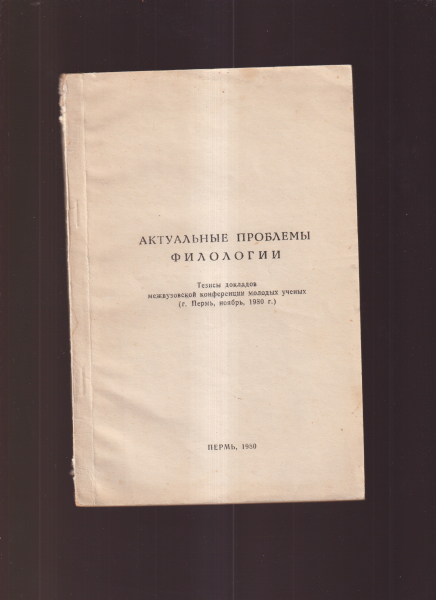 АКТУАЛЬНЫЕ ПРОБЛЕМЫ
ФИЛОЛОГИИ
Тезисы докладов
межвузовской конференции молодых ученых
(г. Пермь, ноябрь, 1980 г.)
ПЕРМЬ, 1980